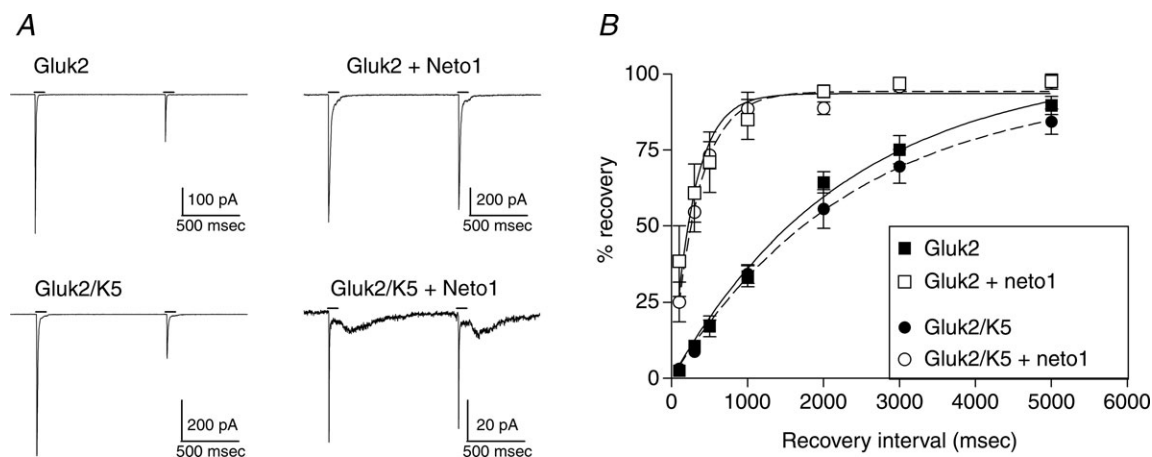 A
Gluk2
100 pA
500 msec
Gluk2 + Neto1
200 pA
500 msec
Gluk2/K5
200 pA
500 msec
Gluk2/K5 + Neto1
20 pA
500 msec
B
% recovery
100
75
50
25
0
0 1000 2000 3000 4000 5000 6000
Recovery interval (msec)
Gluk2
Gluk2 + neto1
Gluk2/K5
Gluk2/K5 + neto1